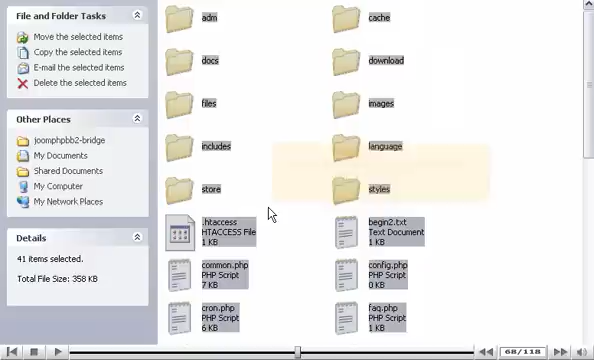 File and Folder Tasks
Move the selected items
Copy the selected items
E-mail the selected items
Delete the selected items
Other Places
joomphpbb2-bridge
My Documents
Shared Documents
My Computer
My Network Places
Details
41 items selected.
Total File Size: 358 KB
adm
cache
docs
download
files
images
includes
language
store
styles
.htaccess
HTACCESS File
1 KB
begin2.txt
Text Document
1 KB
common.php
PHP Script
7 KB
config.php
PHP Script
0 KB
cron.php
PHP Script
6 KB
faq.php
PHP Script
1 KB
68/118